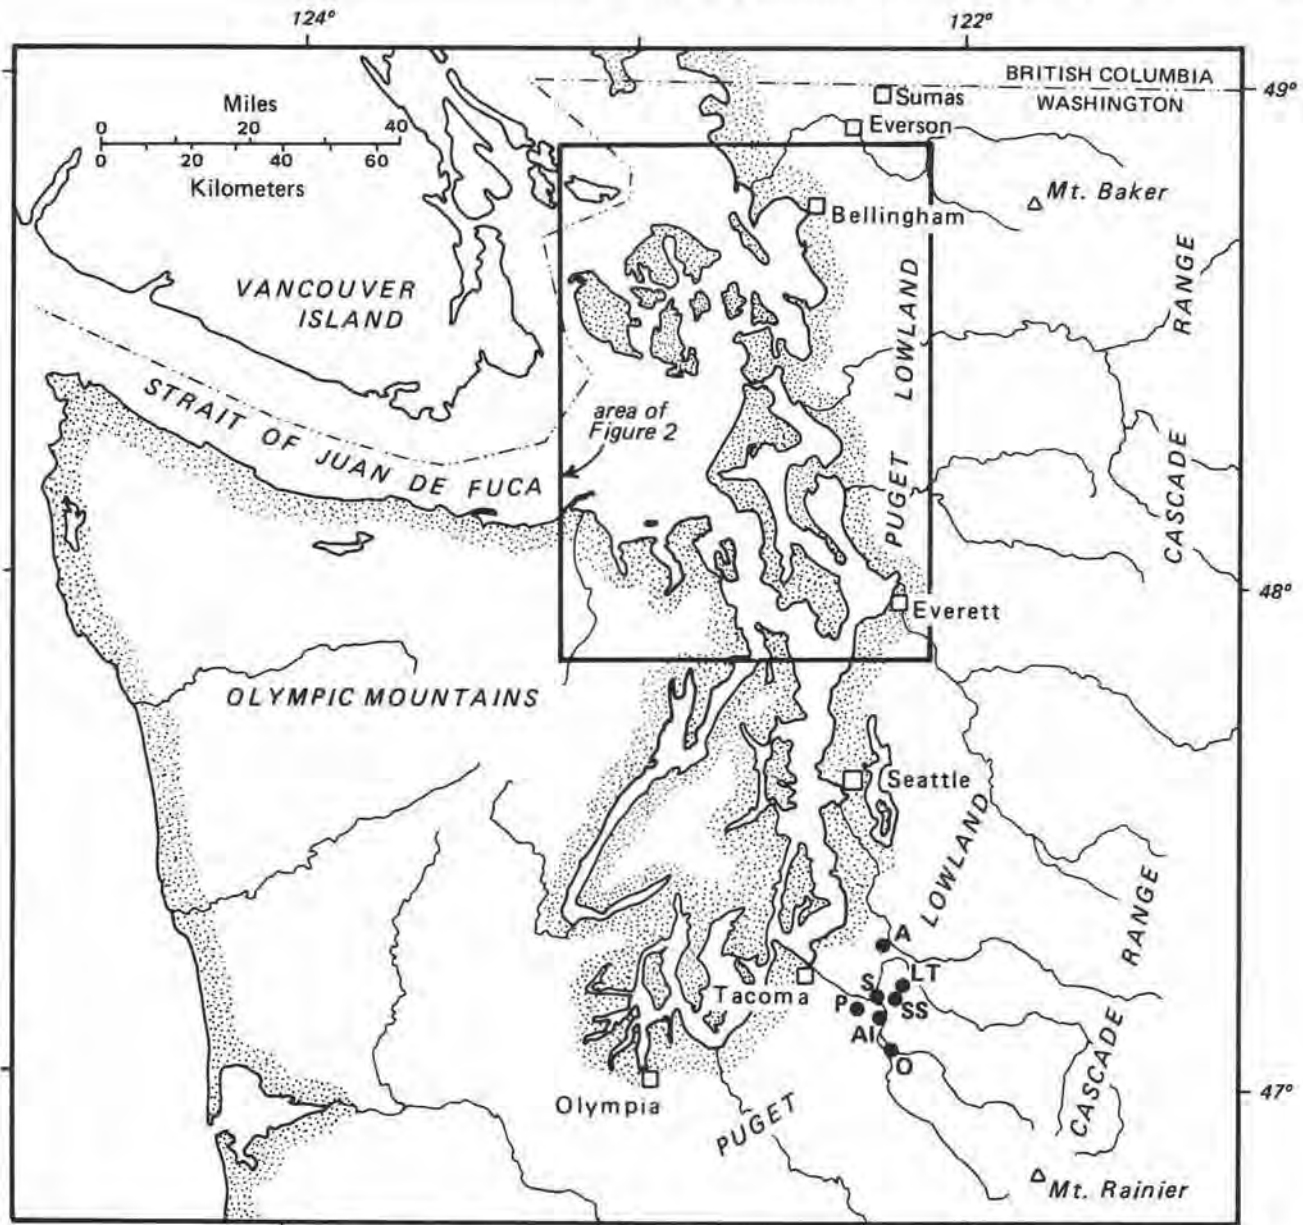 124°
122°
BRITISH COLUMBIA
WASHINGTON
49°
Miles
0 20 40
0 20 40 60
Kilometers
Sumas
Everson
Mt. Baker
Bellingham
VANCOUVER
ISLAND
RANGE
CASCADE
LOWLAND
PUGET
STRAIT OF JUAN DE FUCA
area of
Figure 2
48°
Everett
OLYMPIC MOUNTAINS
Seattle
LOWLAND
RANGE
CASCADE
A
LT
S
SS
P
AI
O
Tacoma
Olympia
PUGET
47°
Mt. Rainier